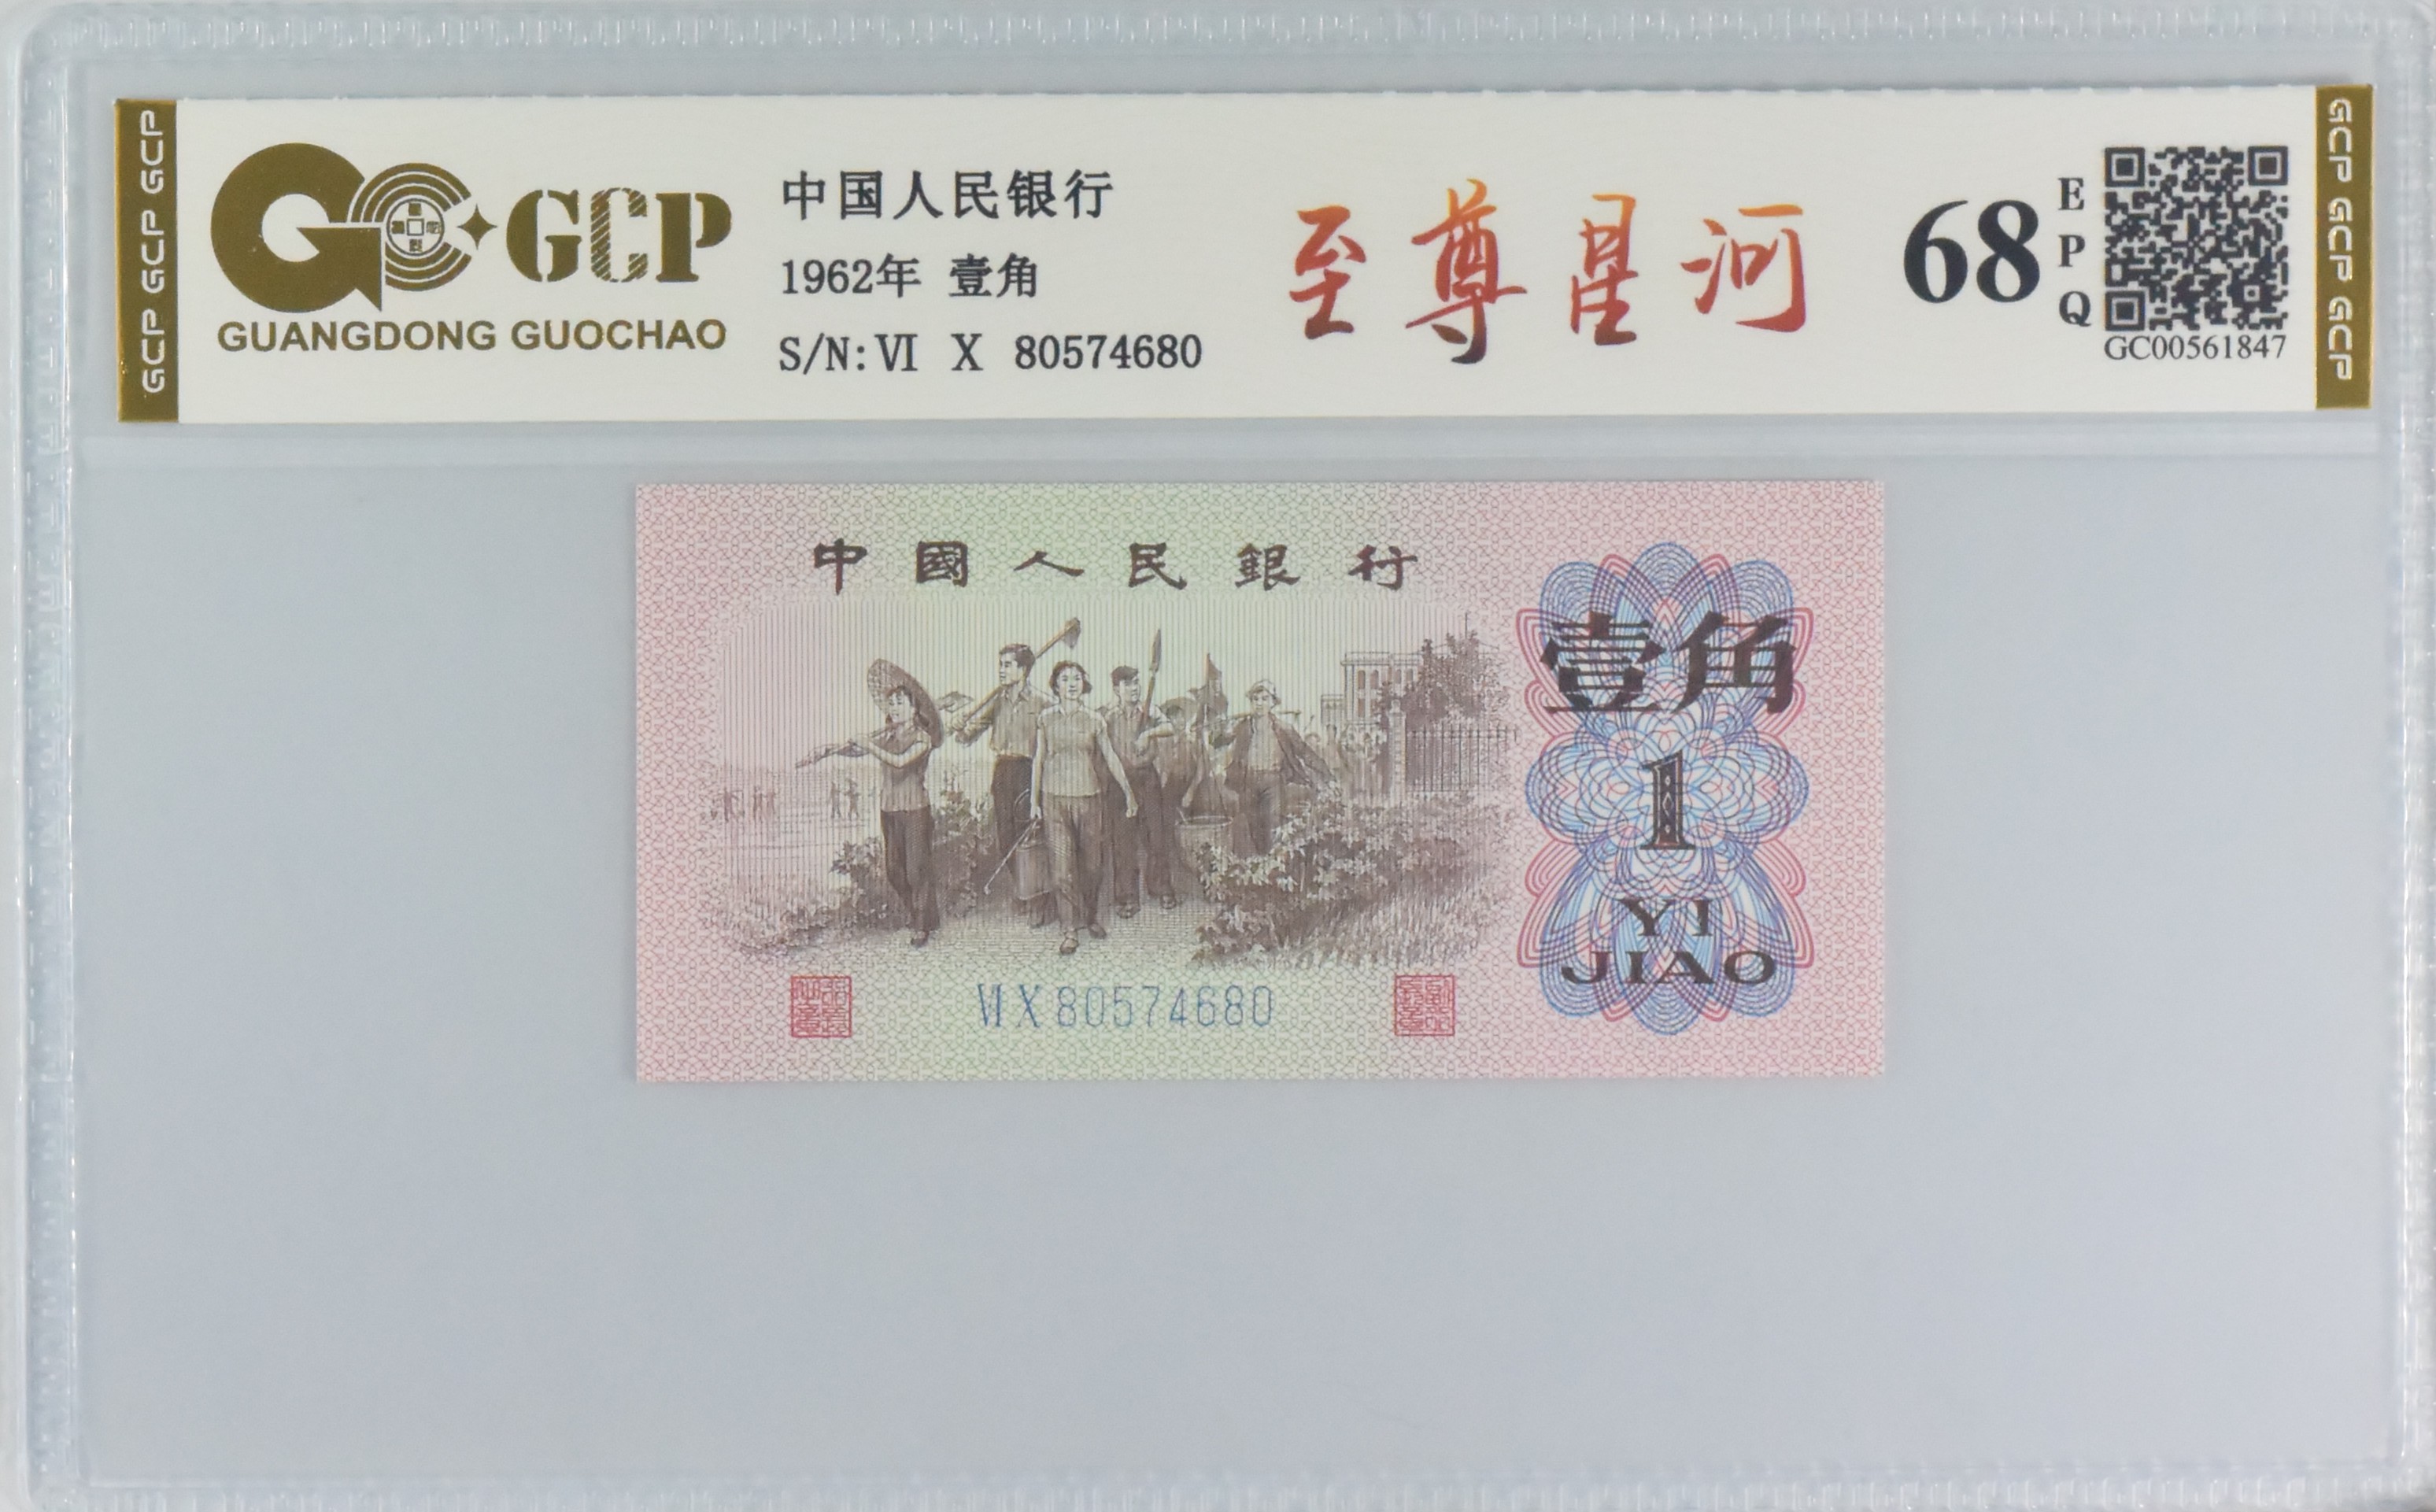 GCP GCP GCP
GCP
GUANGDONG GUOCHAO
中国人民银行
1962年 壹角
S/N: Ⅵ X 80574680
至尊星河
68
E
P
Q
GC00561847
GCP GCP GCP
中國人民銀行
壹角
1
YI
JIAO
Ⅵ X 80574680